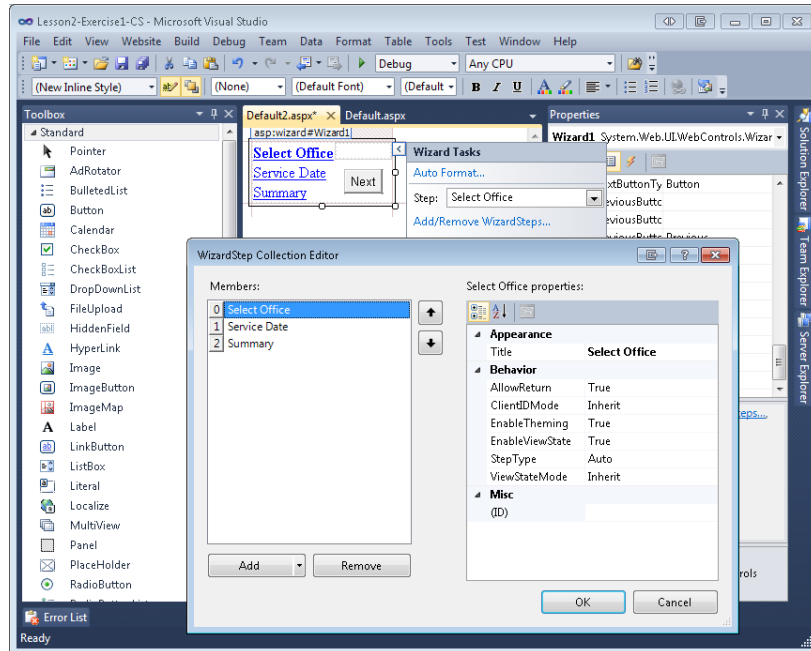 Lesson2-Exercise1-CS - Microsoft Visual Studio
File Edit View Website Build Debug Team Data Format Table Tools Test Window Help
Debug Any CPU
(New Inline Style) ab (None) (Default Font) (Default B I U A
Toolbox
Standard
Pointer
AdRotator
BulletedList
Button
Calendar
CheckBox
CheckBoxList
DropDownList
FileUpload
HiddenField
HyperLink
Image
ImageButton
ImageMap
Label
LinkButton
ListBox
Literal
Localize
MultiView
Panel
PlaceHolder
RadioButton
Default2.aspx* Default.aspx
asp:wizard#Wizard1
Select Office
Service Date
Summary
Next
Wizard Tasks
Auto Format...
Step: Select Office
Add/Remove WizardSteps...
Properties
Wizard1 System.Web.UI.WebControls.Wizar
xtButtonTy Button
eviousButtc
eviousButtc
eps...
rols
Solution Explorer
Team Explorer
Server Explorer
WizardStep Collection Editor
Members:
0 Select Office
1 Service Date
2 Summary
Add
Remove
Select Office properties:
Appearance
Title Select Office
Behavior
AllowReturn True
ClientIDMode Inherit
EnableTheming True
EnableViewState True
StepType Auto
ViewStateMode Inherit
Misc
(ID)
OK
Cancel
Error List
Ready